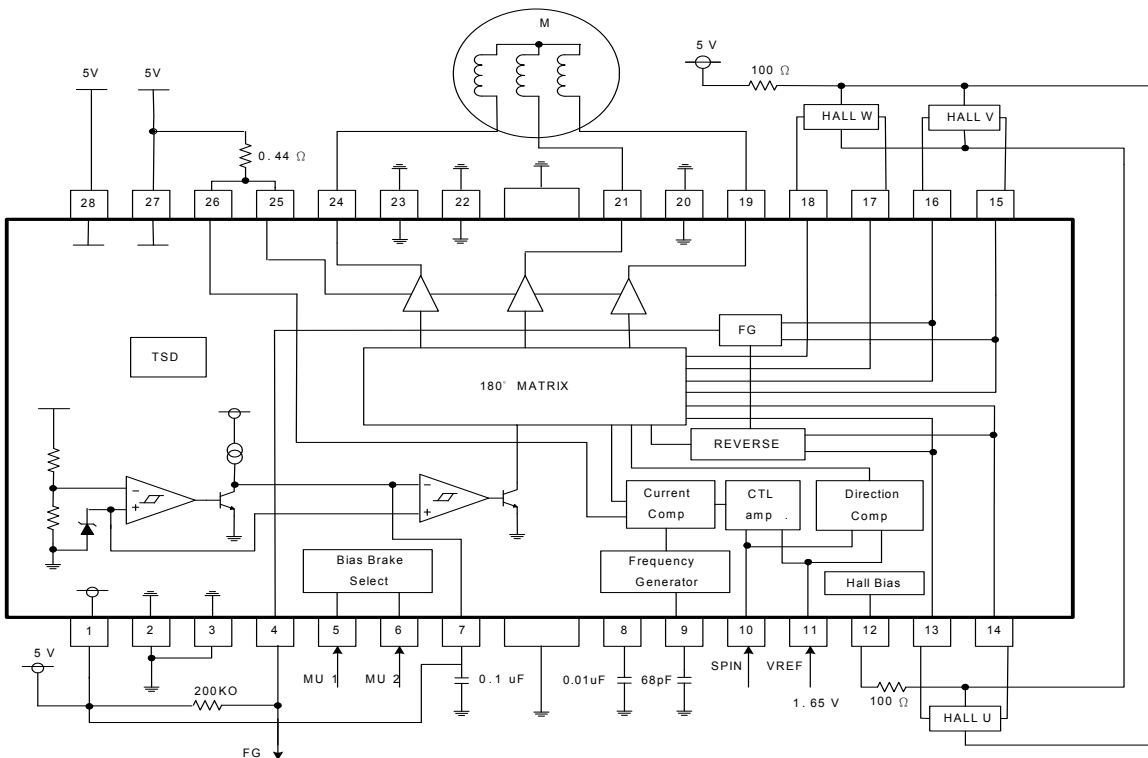 M
5 V
100 Ω
5V
5V
HALL W
HALL V
0.44 Ω
28
27
26
25
24
23
22
21
20
19
18
17
16
15
FG
TSD
180° MATRIX
REVERSE
Current
Comp
CTL
amp .
Direction
Comp
Bias Brake
Select
Frequency
Generator
Hall Bias
1
2
3
4
5
6
7
8
9
10
11
12
13
14
5 V
200KO
MU 1
MU 2
0.1 uF
0.01uF
68pF
SPIN
VREF
1.65 V
100 Ω
HALL U
FG